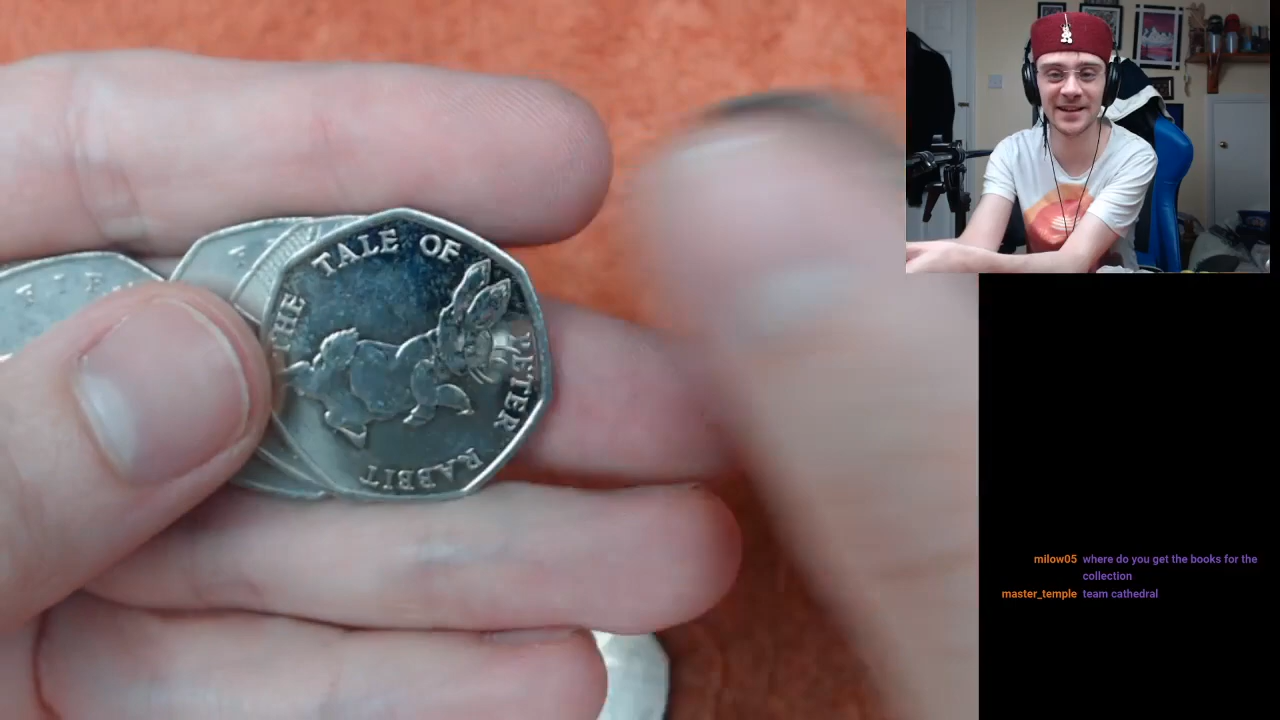 THE TALE OF PETER RABBIT
milow05 where do you get the books for the
collection
master_temple team cathedral